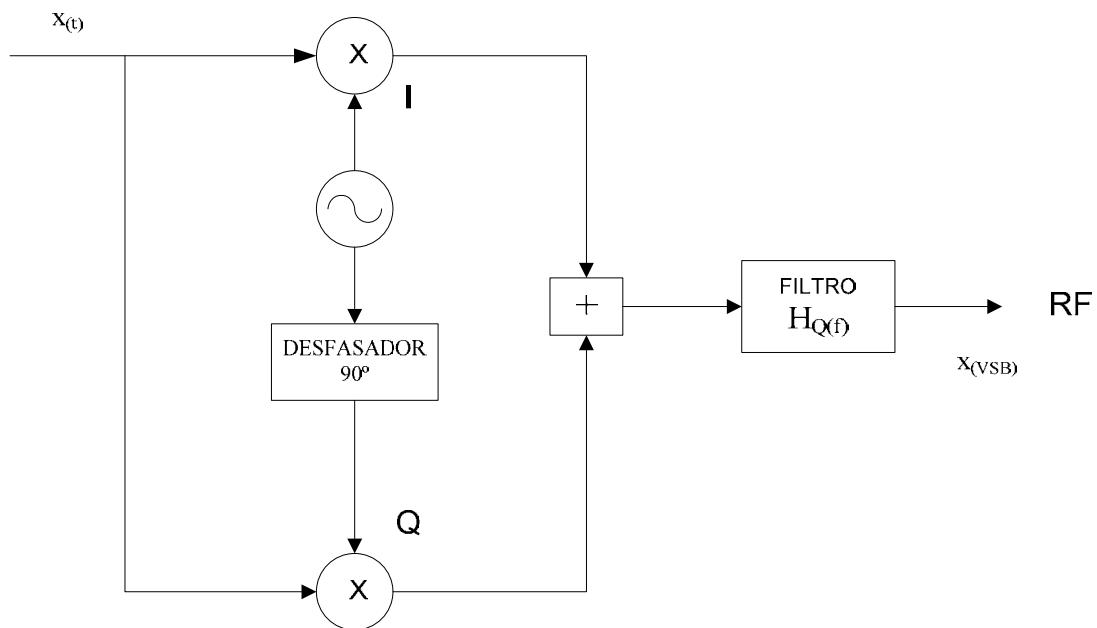 x(t)
X
I
DESFASADOR
90º
+
FILTRO
HQ(f)
RF
x(VSB)
Q
X